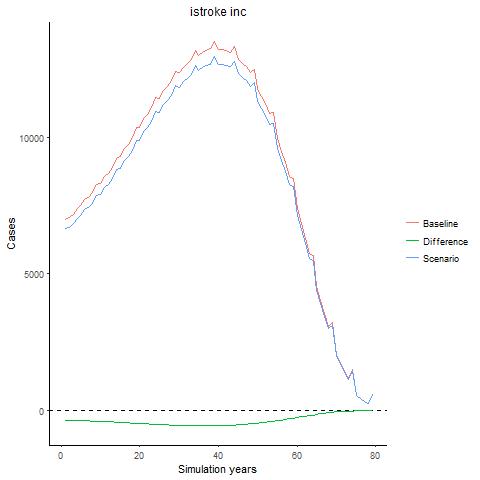 istroke inc
Cases
10000
5000
0
0
20
40
60
80
Simulation years
Baseline
Difference
Scenario